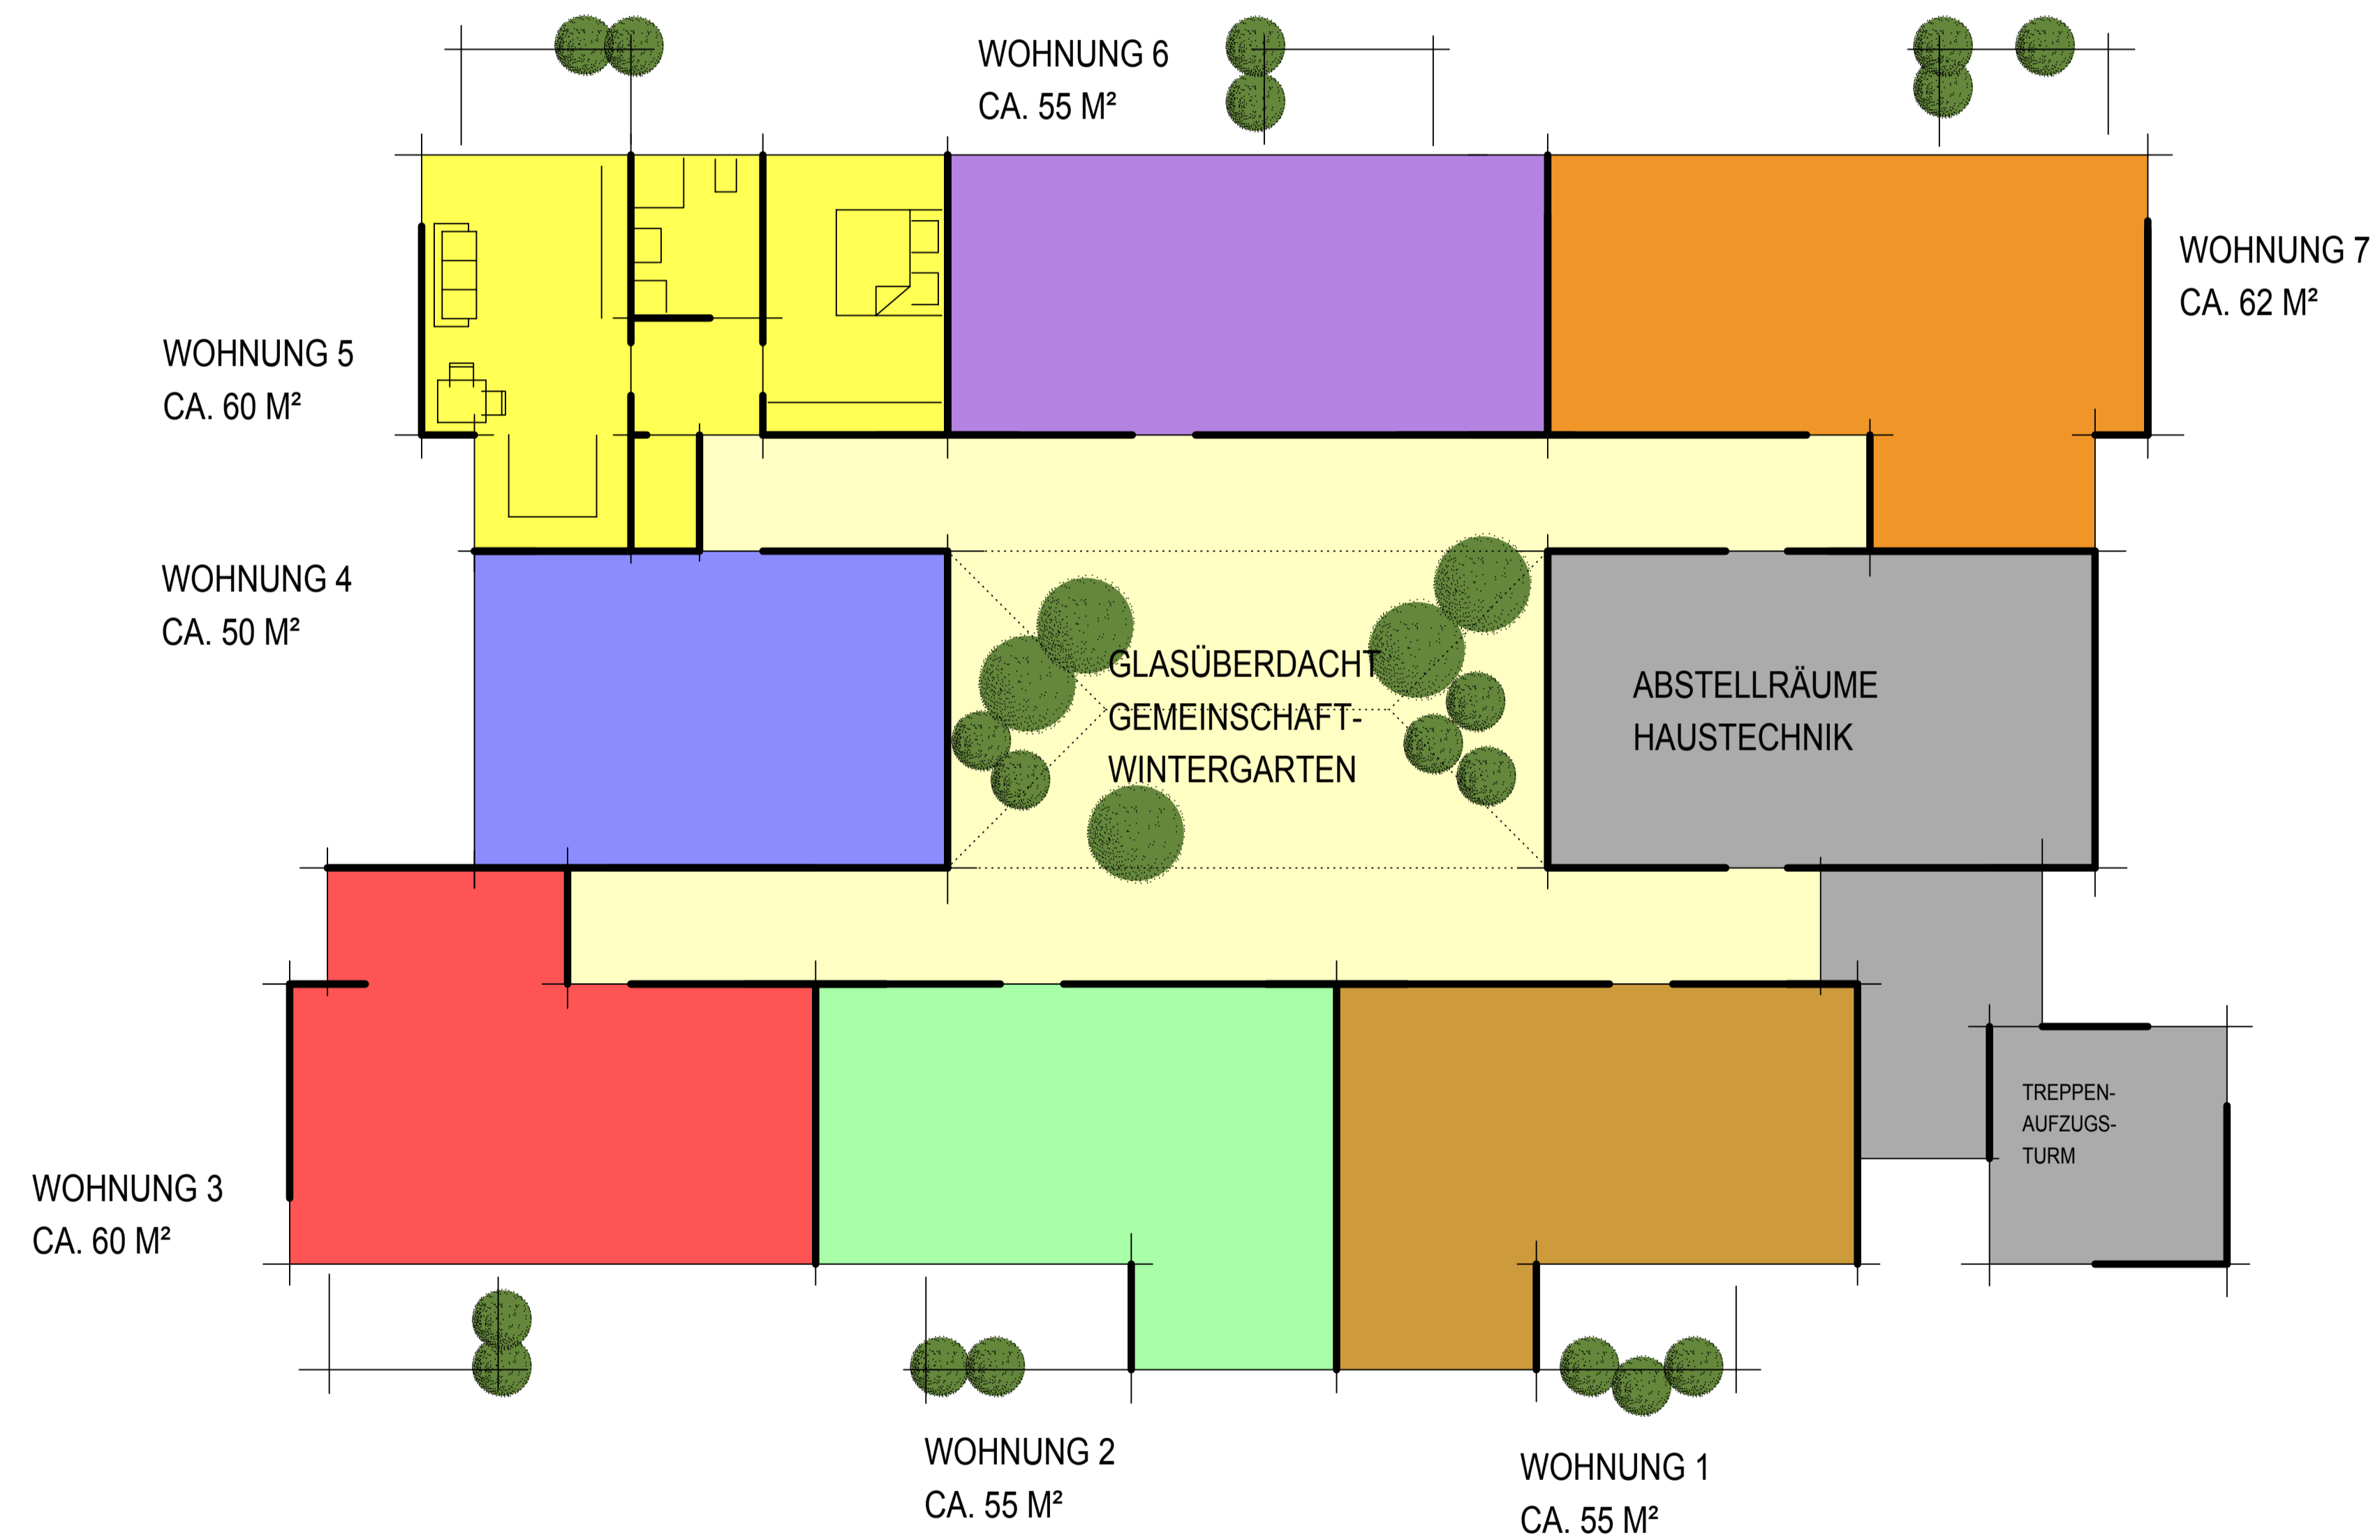 WOHNUNG 6
CA. 55 M²
WOHNUNG 7
CA. 62 M²
WOHNUNG 5
CA. 60 M²
WOHNUNG 4
CA. 50 M²
GLASÜBERDACHT
GEMEINSCHAFT-
WINTERGARTEN
ABSTELLRÄUME
HAUSTECHNIK
TREPPEN-
AUFZUGS-
TURM
WOHNUNG 3
CA. 60 M²
WOHNUNG 2
CA. 55 M²
WOHNUNG 1
CA. 55 M²